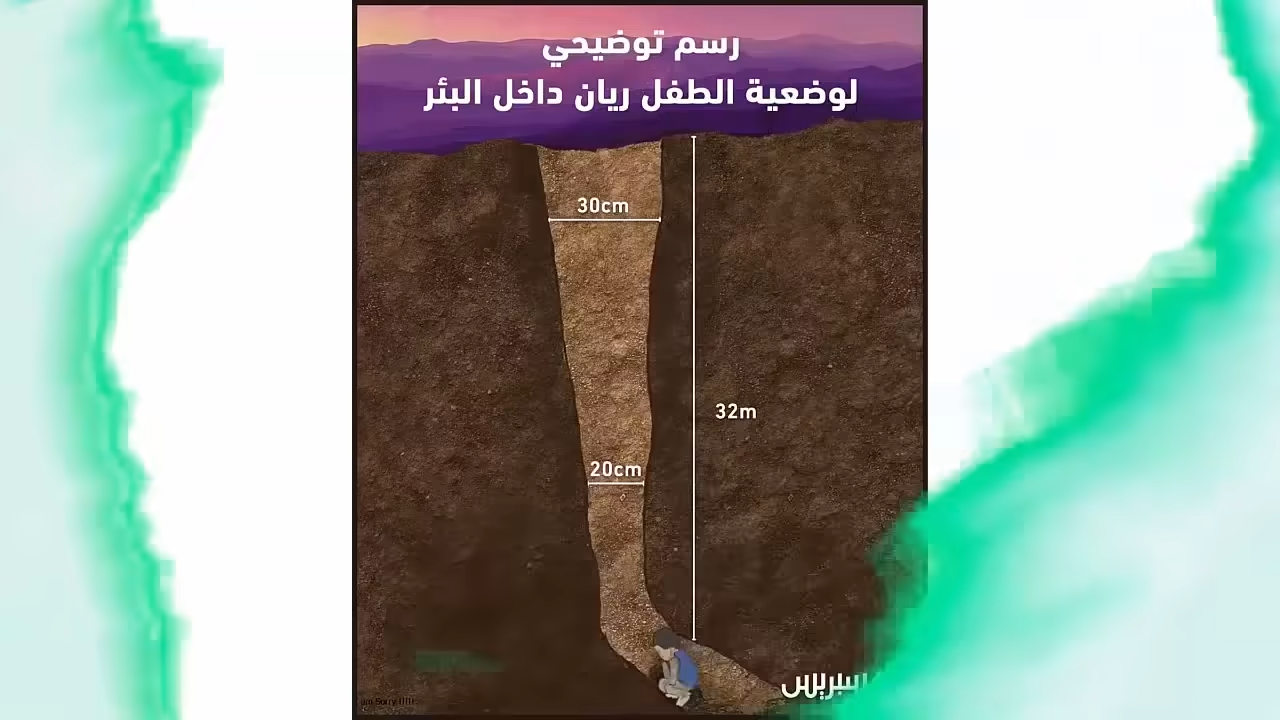 رسم توضيحي
لوضعية الطفل ريان داخل البئر
30cm
32m
20cm